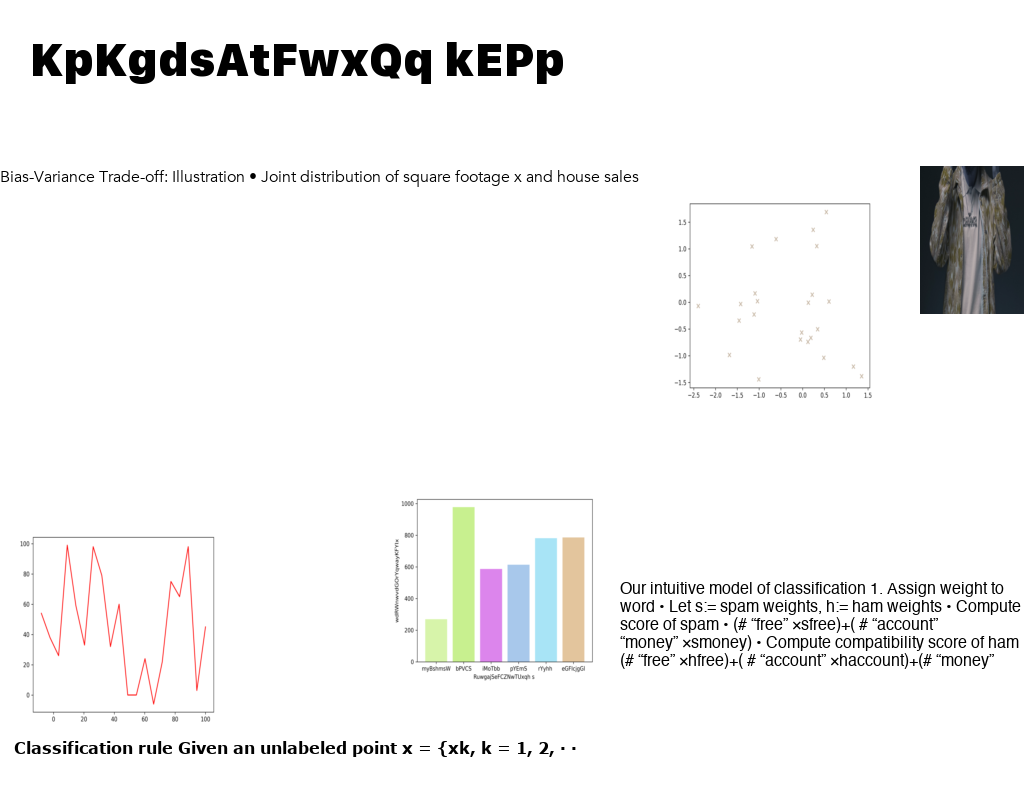 KpKgdsAtFwxQq kEPp
Bias-Variance Trade-off: Illustration • Joint distribution of square footage x and house sales
1.5
1.0
0.5
0.0
−0.5
−1.0
−1.5
−2.5 −2.0 −1.5 −1.0 −0.5 0.0 0.5 1.0 1.5
1000
800
600
400
200
0
myBshmsW bPVCS iMoTbb pYEmS rYyhh eGFlcjgGl
100
80
60
40
20
0
0 20 40 60 80 100
Our intuitive model of classification 1. Assign weight to
word • Let s:= spam weights, h:= ham weights • Compute
score of spam • (# “free” ×sfree)+( # “account”
“money” ×smoney) • Compute compatibility score of ham
(# “free” ×hfree)+( # “account” ×haccount)+(# “money”
Classification rule Given an unlabeled point x = {xk, k = 1, 2, · ·